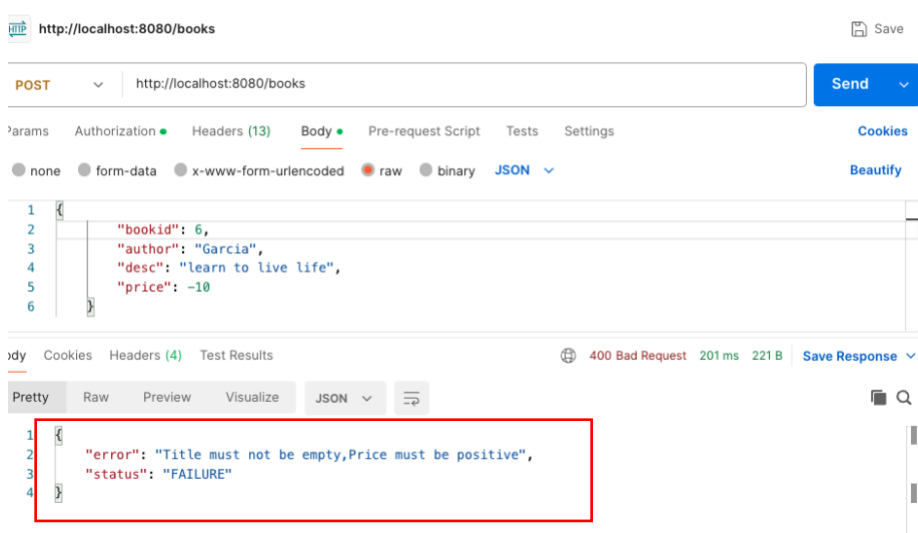 HTTP http://localhost:8080/books Save
POST http://localhost:8080/books Send
Params Authorization Headers (13) Body Pre-request Script Tests Settings Cookies
none form-data x-www-form-urlencoded raw binary JSON Beautify
1 {
2 "bookid": 6,
3 "author": "Garcia",
4 "desc": "learn to live life",
5 "price": -10
6 }
ody Cookies Headers (4) Test Results 400 Bad Request 201 ms 221 B Save Response
Pretty Raw Preview Visualize JSON
1 {
2 "error": "Title must not be empty,Price must be positive",
3 "status": "FAILURE"
4 }